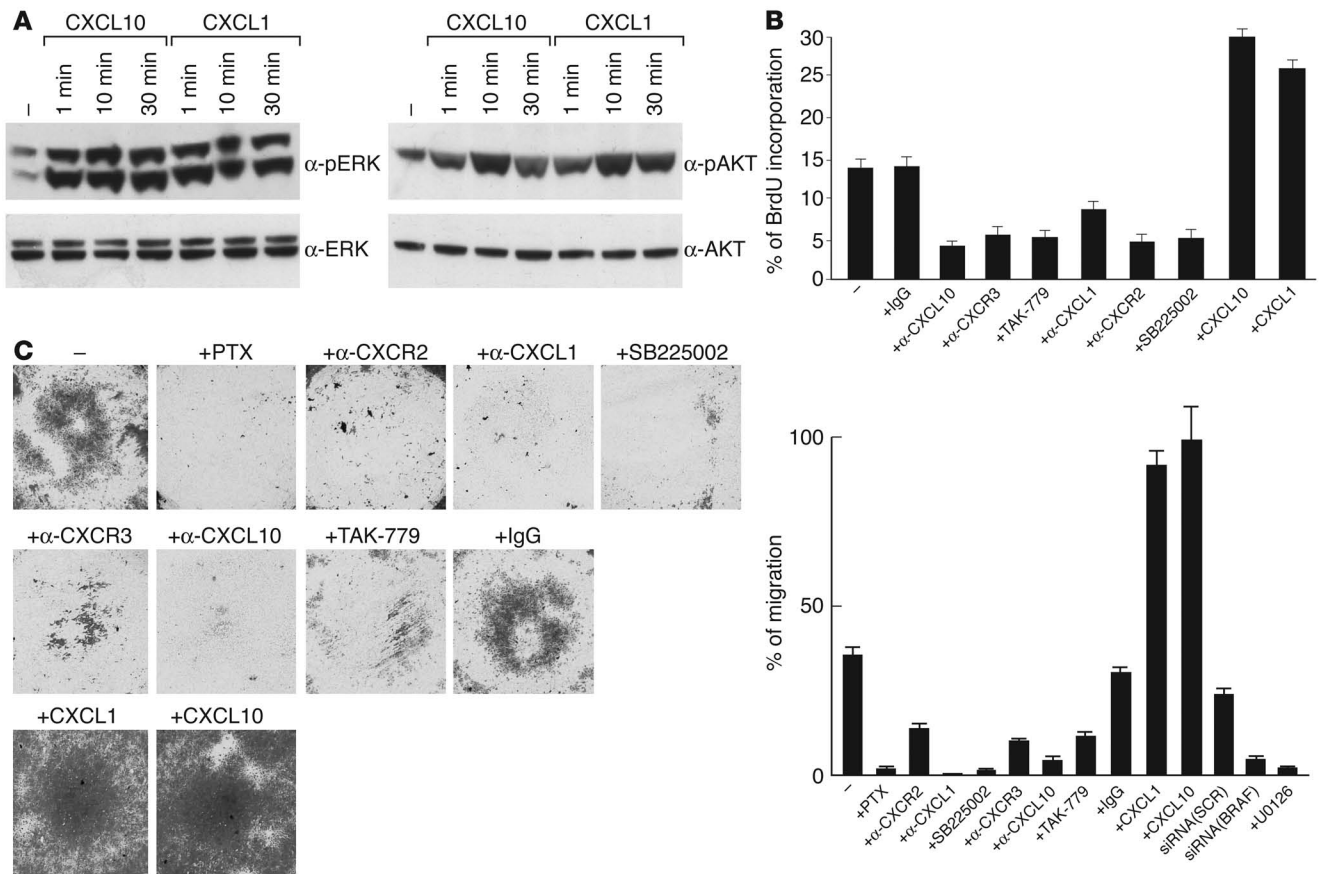 A
CXCL10 CXCL1
– 1 min 10 min 30 min 1 min 10 min 30 min
α-pERK
α-ERK
CXCL10 CXCL1
– 1 min 10 min 30 min 1 min 10 min 30 min
α-pAKT
α-AKT
B
% of BrdU incorporation
30
25
20
15
10
5
0
– +IgG +α-CXCL10 +α-CXCR3 +TAK-779 +α-CXCL1 +α-CXCR2 +SB225002 +CXCL10 +CXCL1
C
– +PTX +α-CXCR2 +α-CXCL1 +SB225002
+α-CXCR3 +α-CXCL10 +TAK-779 +IgG
+CXCL1 +CXCL10
% of migration
100
50
0
– +PTX +α-CXCR2 +α-CXCL1 +SB225002 +α-CXCR3 +α-CXCL10 +TAK-779 +IgG +CXCL1 +CXCL10 siRNA(SCR) siRNA(BRAF) +U0126